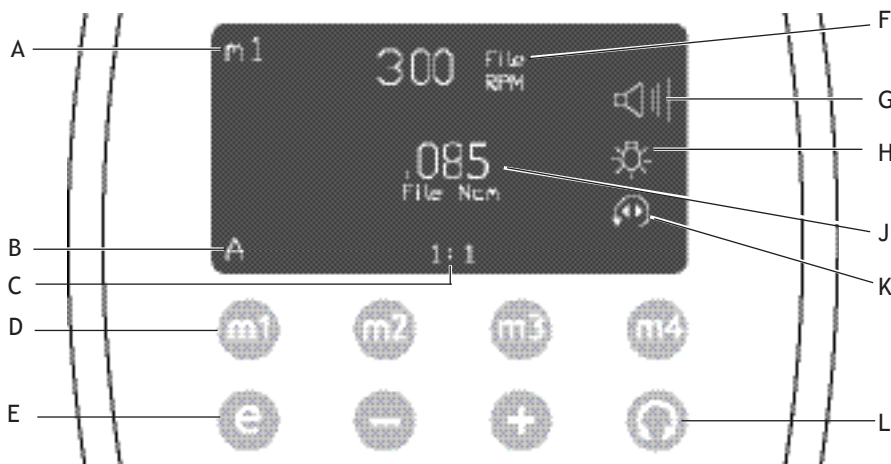 A
m1
300
File
RPM
F
G
H
.085
File Ncm
J
K
B
A
C
1:1
D
m1 m2 m3 m4
E
e − +
L